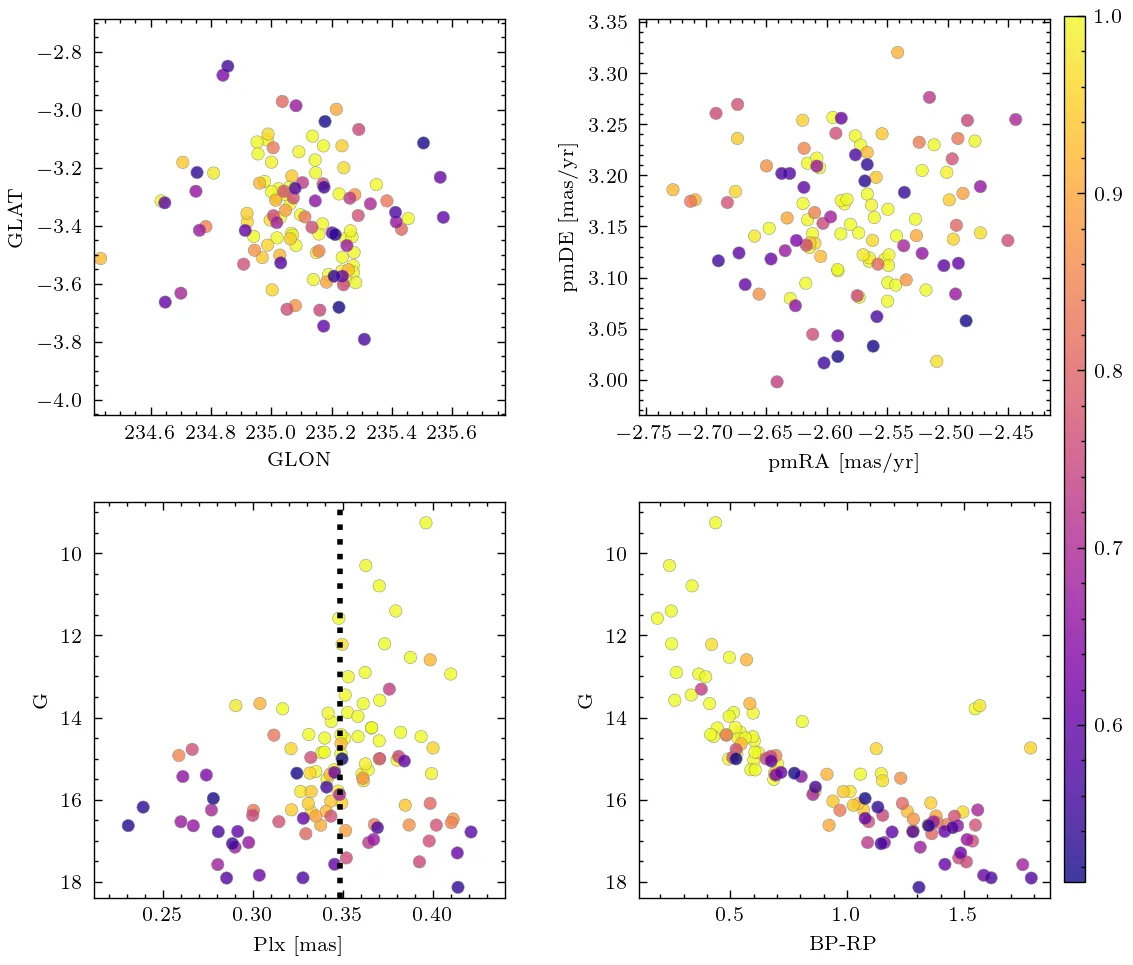 GLAT
−2.8
−3.0
−3.2
−3.4
−3.6
−3.8
−4.0
234.6 234.8 235.0 235.2 235.4 235.6
GLON
pmDE [mas/yr]
3.35
3.30
3.25
3.20
3.15
3.10
3.05
3.00
−2.75 −2.70 −2.65 −2.60 −2.55 −2.50 −2.45
pmRA [mas/yr]
1.0
0.9
0.8
0.7
0.6
G
10
12
14
16
18
0.25 0.30 0.35 0.40
Plx [mas]
G
10
12
14
16
18
0.5 1.0 1.5
BP-RP